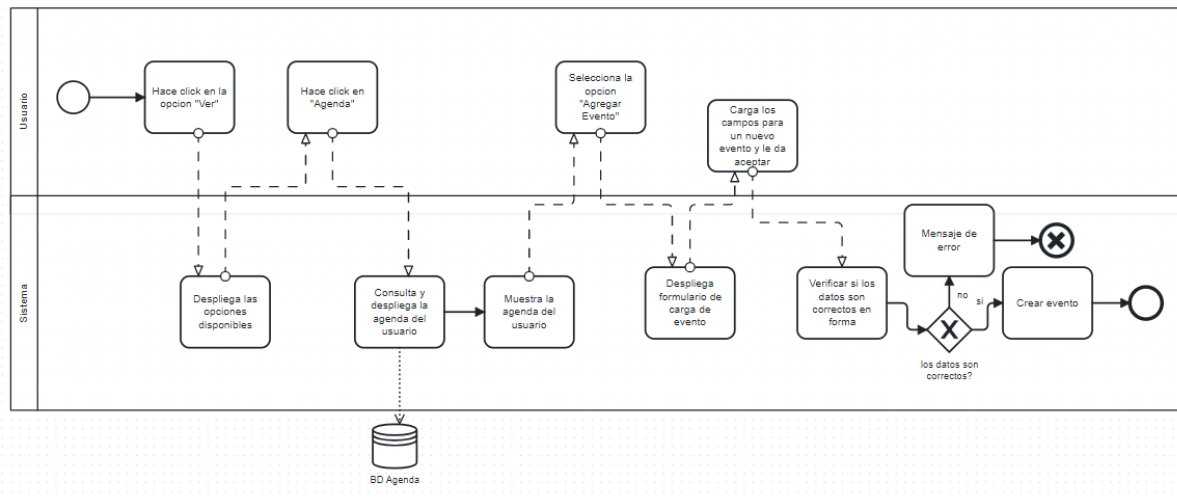 Usuario
Hace click en la
opcion "Ver"
Hace click en
"Agenda"
Selecciona la
opcion
"Agregar
Evento"
Carga los
campos para
un nuevo
evento y le da
aceptar
Sistema
Despliega las
opciones
disponibles
Consulta y
despliega la
agenda del
usuario
Muestra la
agenda del
usuario
Despliega
formulario de
carga de
evento
Verificar si los
datos son
correctos en
forma
Mensaje de
error
no
si
Crear evento
los datos son
correctos?
BD Agenda